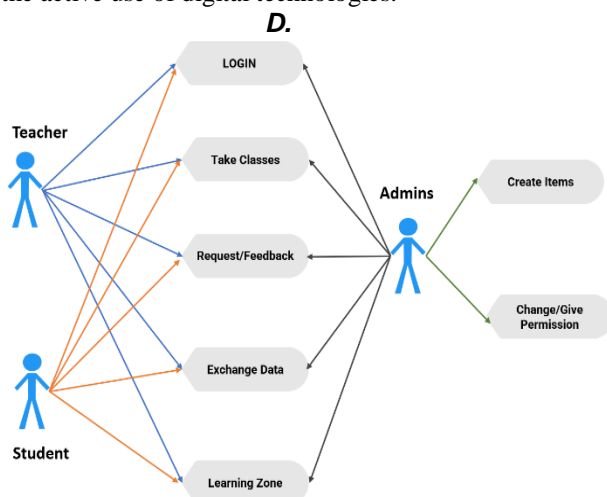 the active use of digital technologies.
D.
LOGIN
Teacher
Take Classes
Admins
Create Items
Request/Feedback
Change/Give
Permission
Exchange Data
Student
Learning Zone